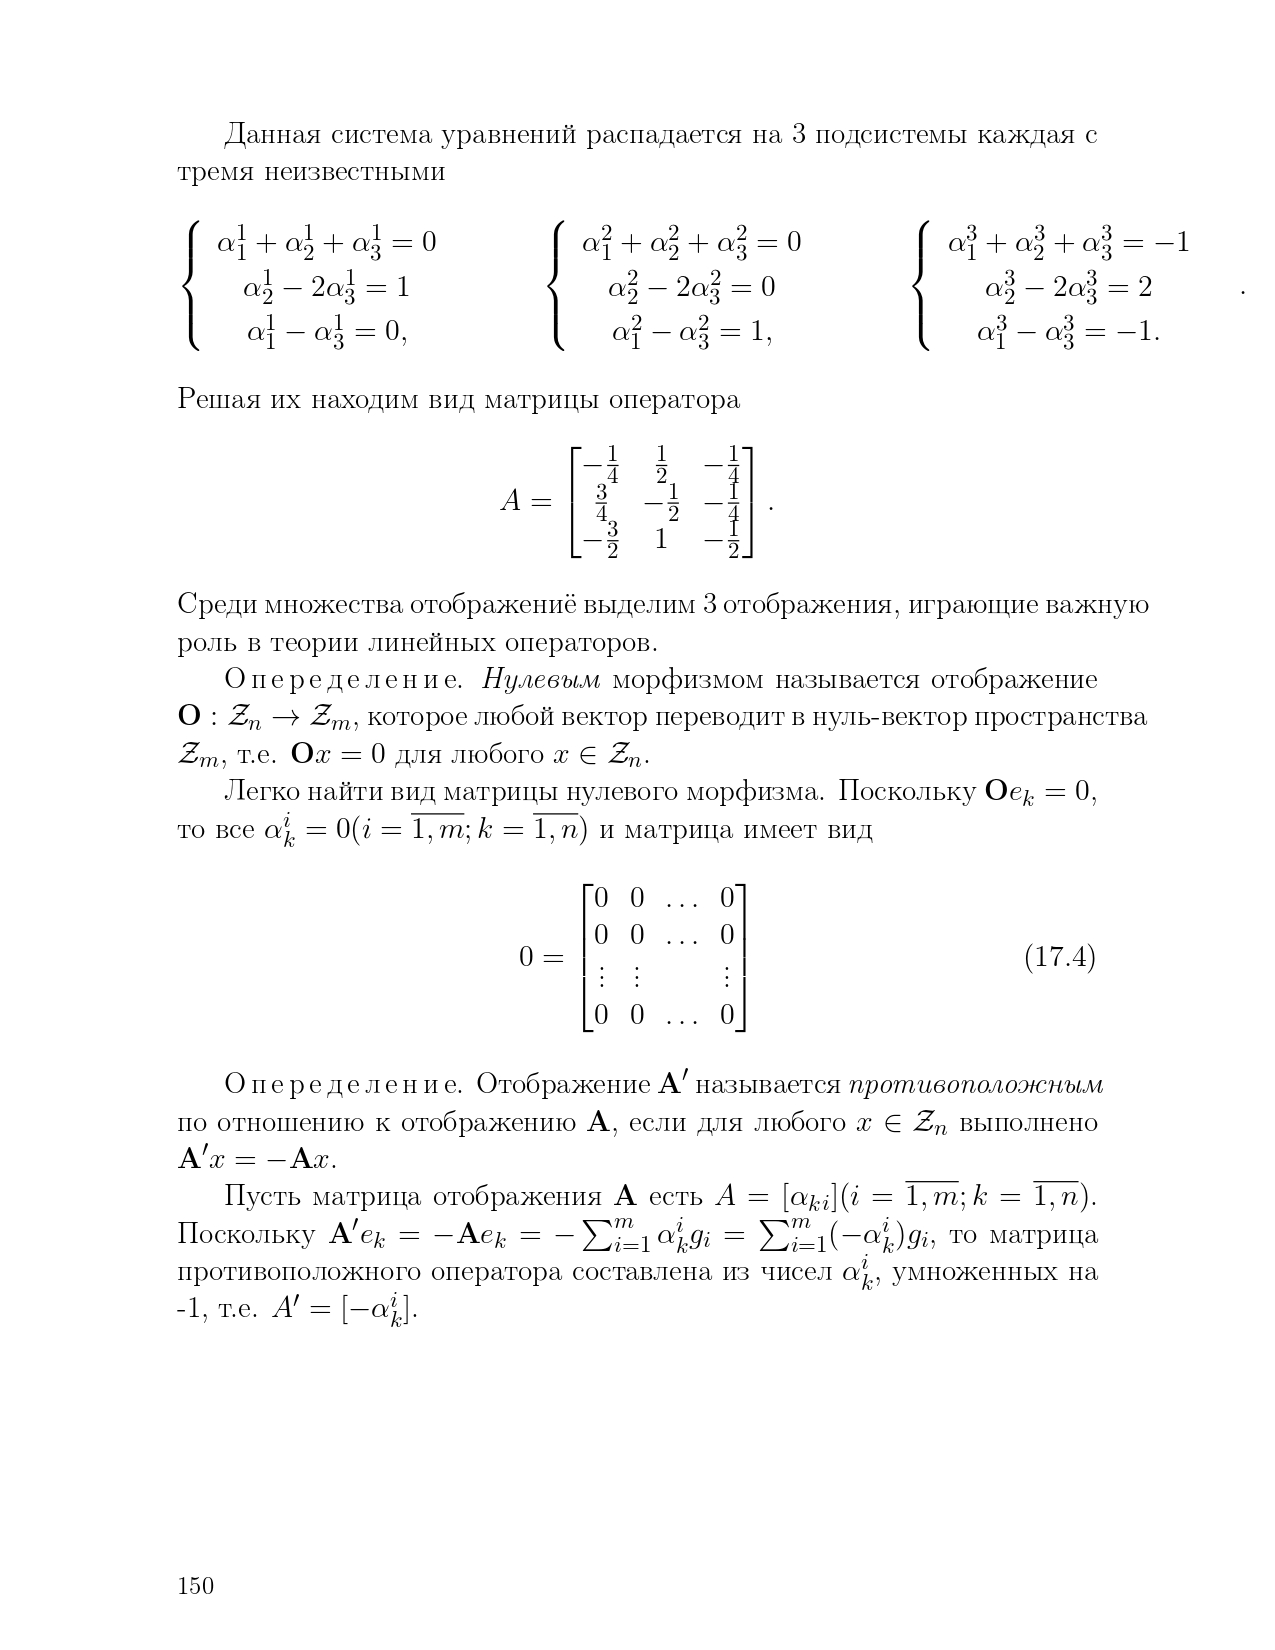 Данная система уравнений распадается на 3 подсистемы каждая с
тремя неизвестными
$\begin{cases} \alpha_1^1 + \alpha_2^1 + \alpha_3^1 = 0 \\ \alpha_2^1 - 2\alpha_3^1 = 1 \\ \alpha_1^1 - \alpha_3^1 = 0, \end{cases}$ $\begin{cases} \alpha_1^2 + \alpha_2^2 + \alpha_3^2 = 0 \\ \alpha_2^2 - 2\alpha_3^2 = 0 \\ \alpha_1^2 - \alpha_3^2 = 1, \end{cases}$ $\begin{cases} \alpha_1^3 + \alpha_2^3 + \alpha_3^3 = -1 \\ \alpha_2^3 - 2\alpha_3^3 = 2 \\ \alpha_1^3 - \alpha_3^3 = -1. \end{cases}$ .
Решая их находим вид матрицы оператора
$A = \begin{bmatrix} -\frac{1}{4} & \frac{1}{2} & -\frac{1}{4} \\ \frac{3}{4} & -\frac{1}{2} & -\frac{1}{4} \\ -\frac{3}{2} & 1 & -\frac{1}{2} \end{bmatrix}.$
Среди множества отображениё выделим 3 отображения, играющие важную
роль в теории линейных операторов.
О п е р е д е л е н и е. Нулевым морфизмом называется отображение
$\mathbf{O} : \mathcal{Z}_n \to \mathcal{Z}_m$, которое любой вектор переводит в нуль-вектор пространства
$\mathcal{Z}_m$, т.е. $\mathbf{O}x = 0$ для любого $x \in \mathcal{Z}_n$.
Легко найти вид матрицы нулевого морфизма. Поскольку $\mathbf{O}e_k = 0$,
то все $\alpha_k^i = 0(i = \overline{1,m}; k = \overline{1,n})$ и матрица имеет вид
$0 = \begin{bmatrix} 0 & 0 & \dots & 0 \\ 0 & 0 & \dots & 0 \\ \vdots & \vdots & & \vdots \\ 0 & 0 & \dots & 0 \end{bmatrix}$ (17.4)
О п е р е д е л е н и е. Отображение $\mathbf{A}'$ называется противоположным
по отношению к отображению $\mathbf{A}$, если для любого $x \in \mathcal{Z}_n$ выполнено
$\mathbf{A}'x = -\mathbf{A}x$.
Пусть матрица отображения $\mathbf{A}$ есть $A = [\alpha_{ki}](i = \overline{1,m}; k = \overline{1,n})$.
Поскольку $\mathbf{A}'e_k = -\mathbf{A}e_k = -\sum_{i=1}^m \alpha_k^i g_i = \sum_{i=1}^m (-\alpha_k^i) g_i$, то матрица
противоположного оператора составлена из чисел $\alpha_k^i$, умноженных на
-1, т.е. $A' = [-\alpha_k^i]$.
150